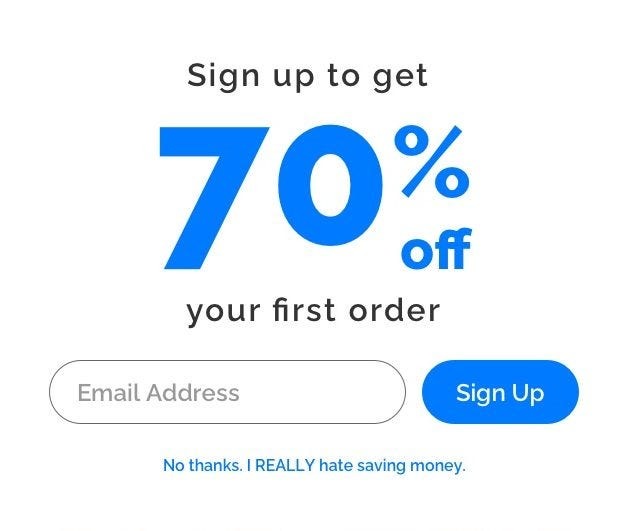 Sign up to get
70%
off
your first order
Email Address
Sign Up
No thanks. I REALLY hate saving money.